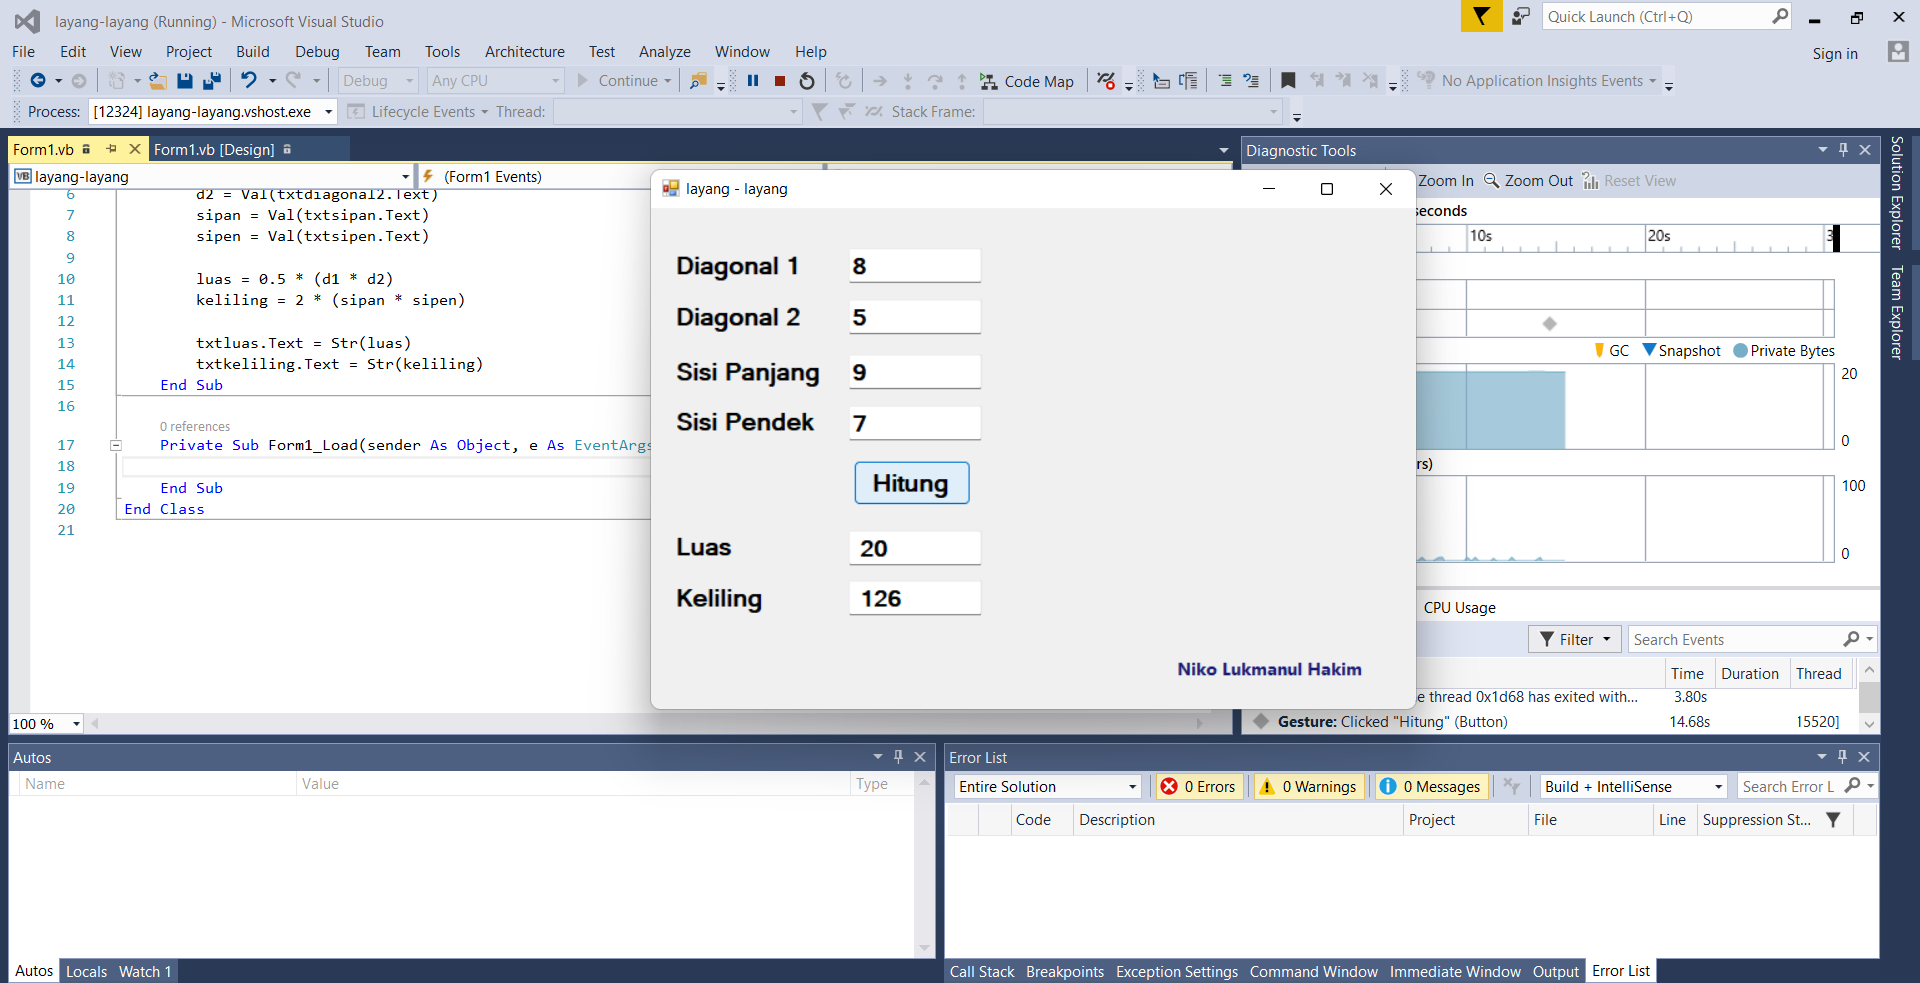 layang-layang (Running) - Microsoft Visual Studio
Quick Launch (Ctrl+Q)
File Edit View Project Build Debug Team Tools Architecture Test Analyze Window Help
Sign in
Debug Any CPU Continue Code Map No Application Insights Events
Process: [12324] layang-layang.vshost.exe Lifecycle Events Thread: Stack Frame:
Form1.vb Form1.vb [Design]
VB layang-layang (Form1 Events)
6 d2 = Val(txtdiagonal2.Text)
7 sipan = Val(txtsipan.Text)
8 sipen = Val(txtsipen.Text)
9
10 luas = 0.5 * (d1 * d2)
11 keliling = 2 * (sipan * sipen)
12
13 txtluas.Text = Str(luas)
14 txtkeliling.Text = Str(keliling)
15 End Sub
16
0 references
17 Private Sub Form1_Load(sender As Object, e As EventArgs
18
19 End Sub
20 End Class
21
100 %
layang - layang
Diagonal 1 8
Diagonal 2 5
Sisi Panjang 9
Sisi Pendek 7
Hitung
Luas 20
Keliling 126
Niko Lukmanul Hakim
Diagnostic Tools
Zoom In Zoom Out Reset View
seconds
10s 20s 3
GC Snapshot Private Bytes
20
0
rs)
100
0
CPU Usage
Filter Search Events
Time Duration Thread
e thread 0x1d68 has exited with... 3.80s
Gesture: Clicked "Hitung" (Button) 14.68s 15520]
Solution Explorer
Team Explorer
Autos
Name Value Type
Autos Locals Watch 1
Error List
Entire Solution 0 Errors 0 Warnings 0 Messages Build + IntelliSense Search Error L
Code Description Project File Line Suppression St...
Call Stack Breakpoints Exception Settings Command Window Immediate Window Output Error List